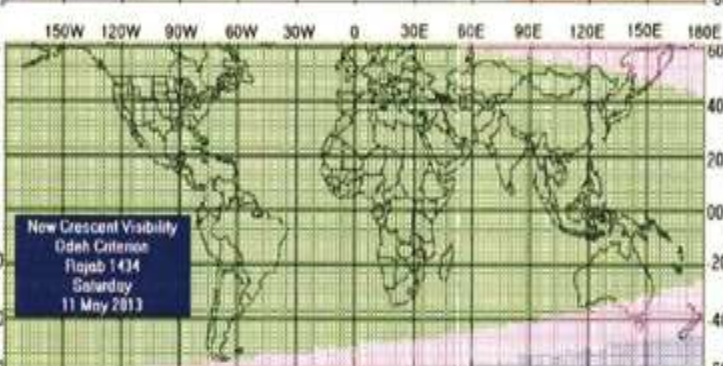 150W 120W 90W 60W 30W 0 30E 60E 90E 120E 150E 180E
60
40
20
00
20
40
New Crescent Visibility
Odeh Criterion
Rajab 1434
Saturday
11 May 2013